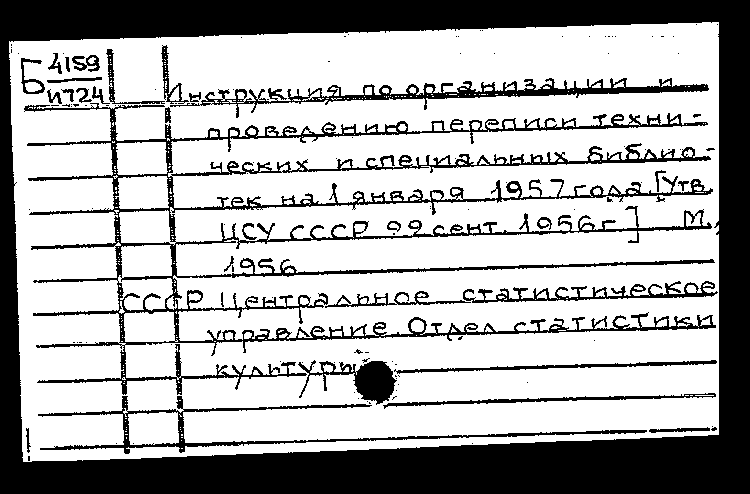 Б 4159
И724
Инструкция по организации и
проведению переписи техни-
ческих и специальных библио-
тек на 1 января 1957 года. [Утв.
ЦСУ СССР 22 сент. 1956 г.] М.,
1956
СССР Центральное статистическое
управление. Отдел статистики
культуры